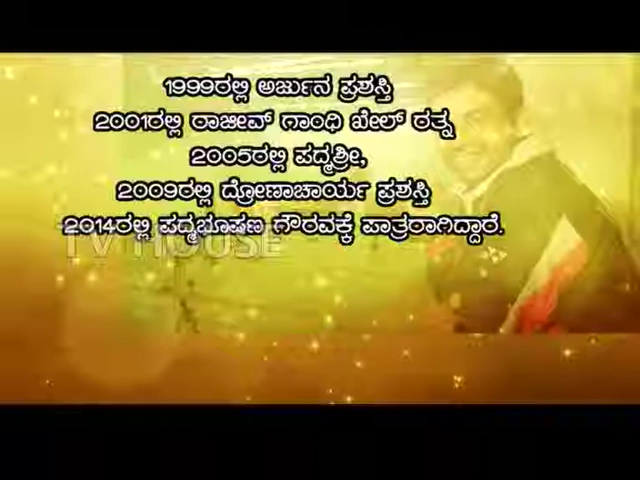 1999ರಲ್ಲಿ ಅರ್ಜುನ ಪ್ರಶಸ್ತಿ
2001ರಲ್ಲಿ ರಾಜೀವ್ ಗಾಂಧಿ ಖೇಲ್ ರತ್ನ
2005ರಲ್ಲಿ ಪದ್ಮಶ್ರೀ,
2009ರಲ್ಲಿ ದ್ರೋಣಾಚಾರ್ಯ ಪ್ರಶಸ್ತಿ
2014ರಲ್ಲಿ ಪದ್ಮಭೂಷಣ ಗೌರವಕ್ಕೆ ಪಾತ್ರರಾಗಿದ್ದಾರೆ.
TV HOUSE